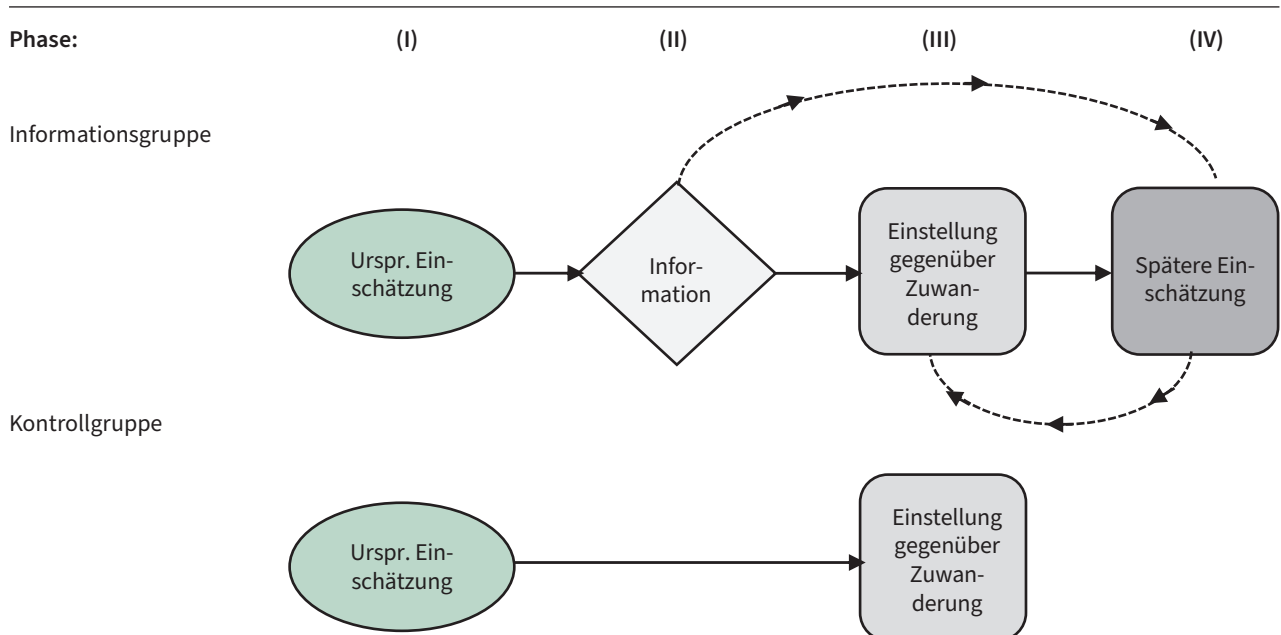 Phase: (I) (II) (III) (IV)
Informationsgruppe
Urspr. Ein-
schätzung
Infor-
mation
Einstellung
gegenüber
Zuwan-
derung
Spätere Ein-
schätzung
Kontrollgruppe
Urspr. Ein-
schätzung
Einstellung
gegenüber
Zuwan-
derung